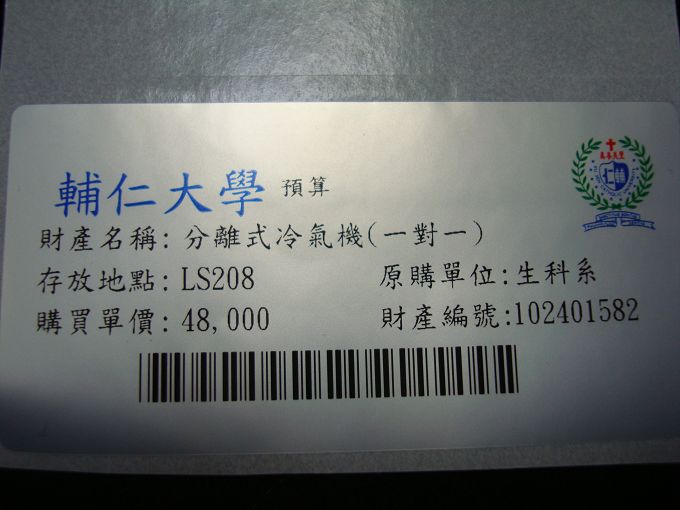 輔仁大學 預算
財產名稱: 分離式冷氣機(一對一)
存放地點: LS208 原購單位:生科系
購買單價: 48,000 財產編號:102401582